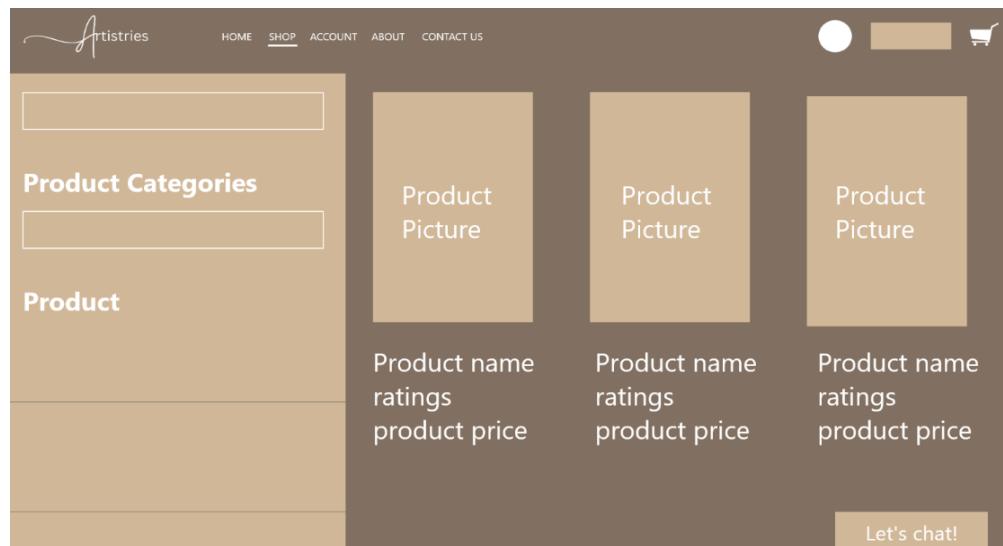 Artistries
HOME SHOP ACCOUNT ABOUT CONTACT US
Product Categories
Product
Product
Picture
Product
Picture
Product
Picture
Product name
ratings
product price
Product name
ratings
product price
Product name
ratings
product price
Let's chat!